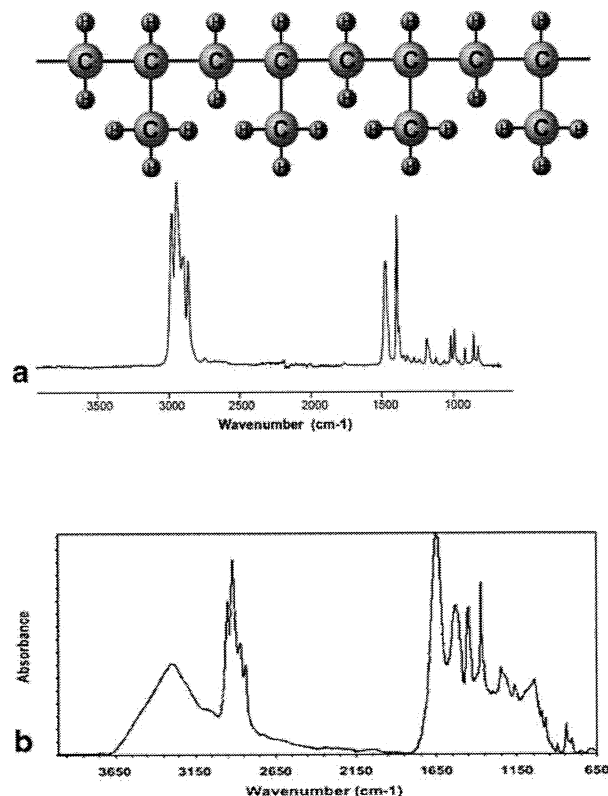 H H H H H H H H
C C C C C C C C
H H H H
H C H H C H H C H H C H
H H H H
a
3500 3000 2500 2000 1500 1000
Wavenumber (cm-1)
Absorbance
b
3650 3150 2650 2150 1650 1150 650
Wavenumber (cm-1)